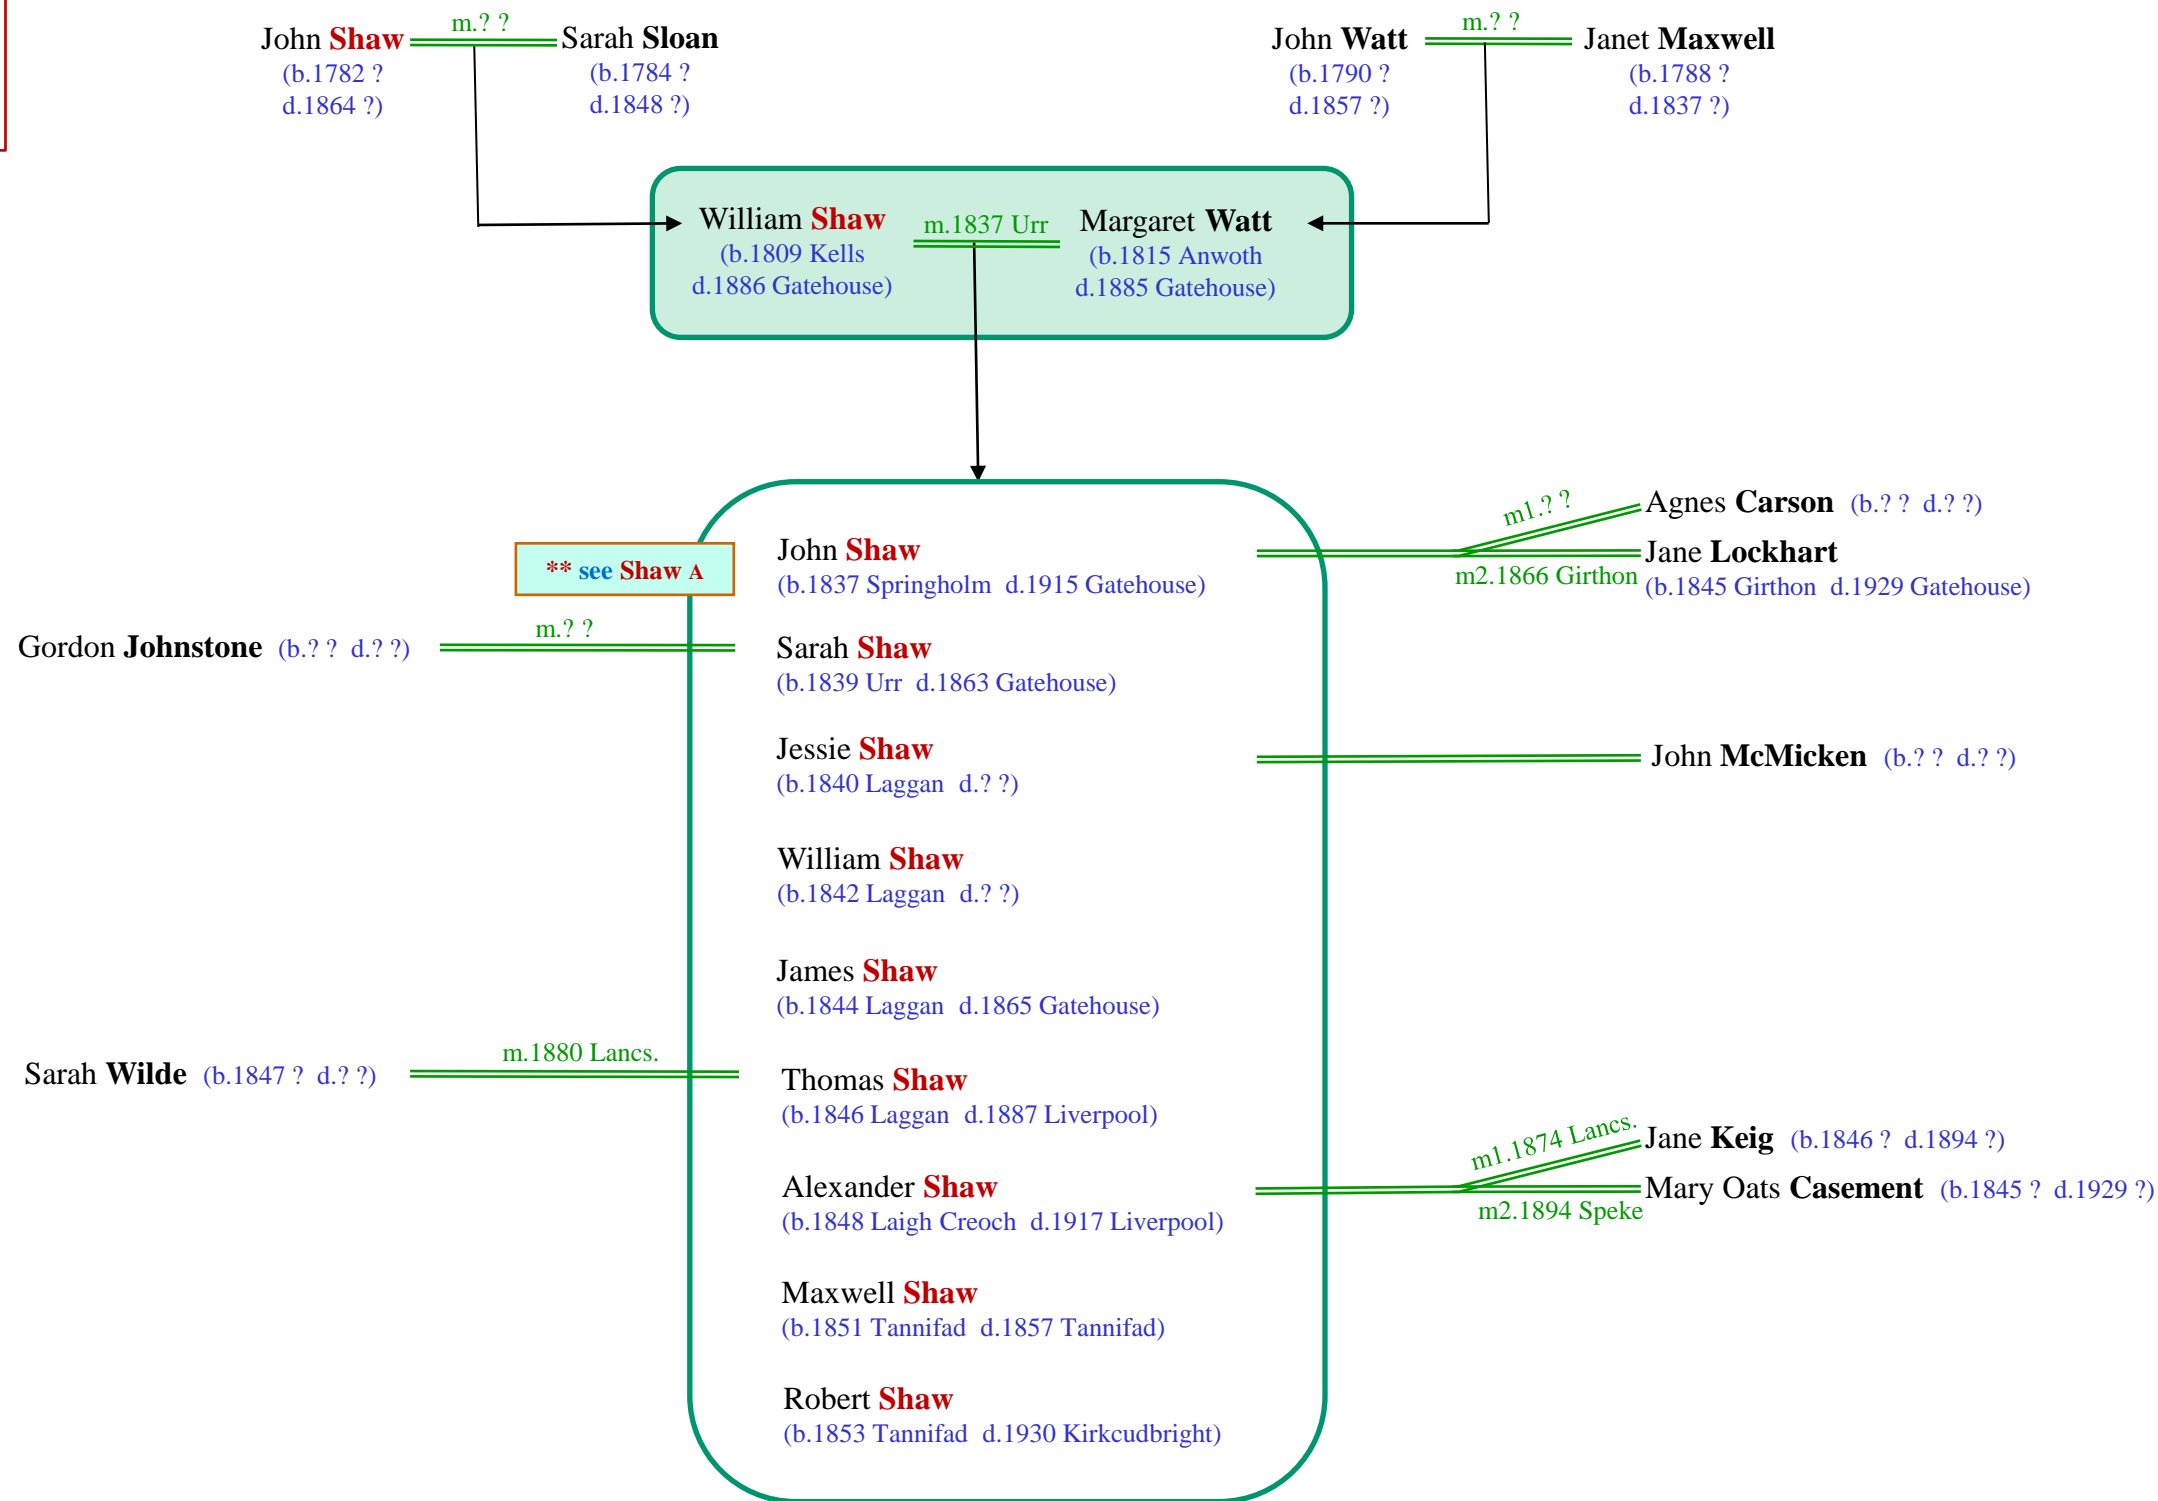 John Shaw
m.? ?
Sarah Sloan
(b.1782 ?
d.1864 ?)
(b.1784 ?
d.1848 ?)
John Watt
m.? ?
Janet Maxwell
(b.1790 ?
d.1857 ?)
(b.1788 ?
d.1837 ?)
William Shaw
(b.1809 Kells
d.1886 Gatehouse)
m.1837 Urr
Margaret Watt
(b.1815 Anwoth
d.1885 Gatehouse)
** see Shaw A
John Shaw
(b.1837 Springholm d.1915 Gatehouse)
m1.? ?
Agnes Carson (b.? ? d.? ?)
m2.1866 Girthon
Jane Lockhart
(b.1845 Girthon d.1929 Gatehouse)
Gordon Johnstone (b.? ? d.? ?)
m.? ?
Sarah Shaw
(b.1839 Urr d.1863 Gatehouse)
Jessie Shaw
(b.1840 Laggan d.? ?)
John McMicken (b.? ? d.? ?)
William Shaw
(b.1842 Laggan d.? ?)
James Shaw
(b.1844 Laggan d.1865 Gatehouse)
Sarah Wilde (b.1847 ? d.? ?)
m.1880 Lancs.
Thomas Shaw
(b.1846 Laggan d.1887 Liverpool)
Alexander Shaw
(b.1848 Laigh Creoch d.1917 Liverpool)
m1.1874 Lancs.
Jane Keig (b.1846 ? d.1894 ?)
m2.1894 Speke
Mary Oats Casement (b.1845 ? d.1929 ?)
Maxwell Shaw
(b.1851 Tannifad d.1857 Tannifad)
Robert Shaw
(b.1853 Tannifad d.1930 Kirkcudbright)